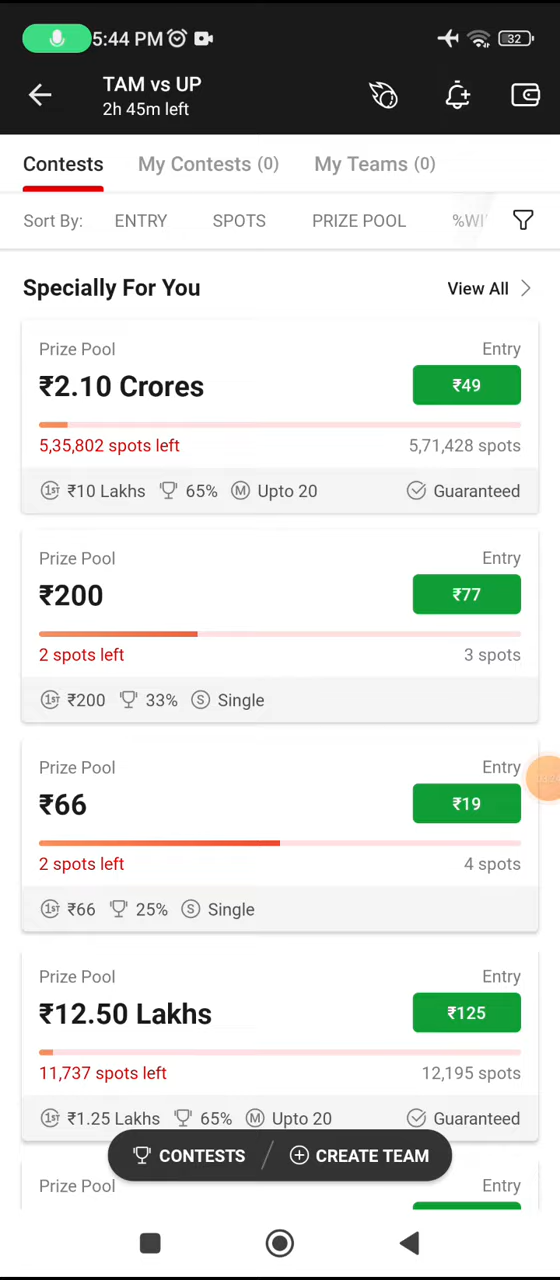 5:44 PM
32
TAM vs UP
2h 45m left
Contests My Contests (0) My Teams (0)
Sort By: ENTRY SPOTS PRIZE POOL
Specially For You View All
Prize Pool Entry
₹2.10 Crores ₹49
5,35,802 spots left 5,71,428 spots
1ST ₹10 Lakhs 65% M Upto 20 Guaranteed
Prize Pool Entry
₹200 ₹77
2 spots left 3 spots
1ST ₹200 33% S Single
Prize Pool Entry
₹66 ₹19
2 spots left 4 spots
1ST ₹66 25% S Single
Prize Pool Entry
₹12.50 Lakhs ₹125
11,737 spots left 12,195 spots
1ST ₹1.25 Lakhs 65% M Upto 20 Guaranteed
CONTESTS / CREATE TEAM
Prize Pool Entry